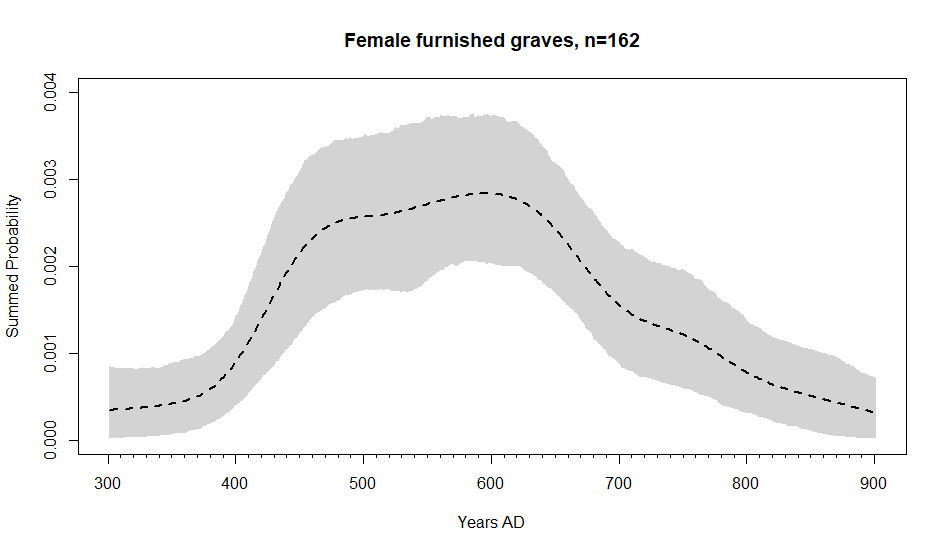 Female furnished graves, n=162
Summed Probability
0.004
0.003
0.002
0.001
0.000
300 400 500 600 700 800 900
Years AD